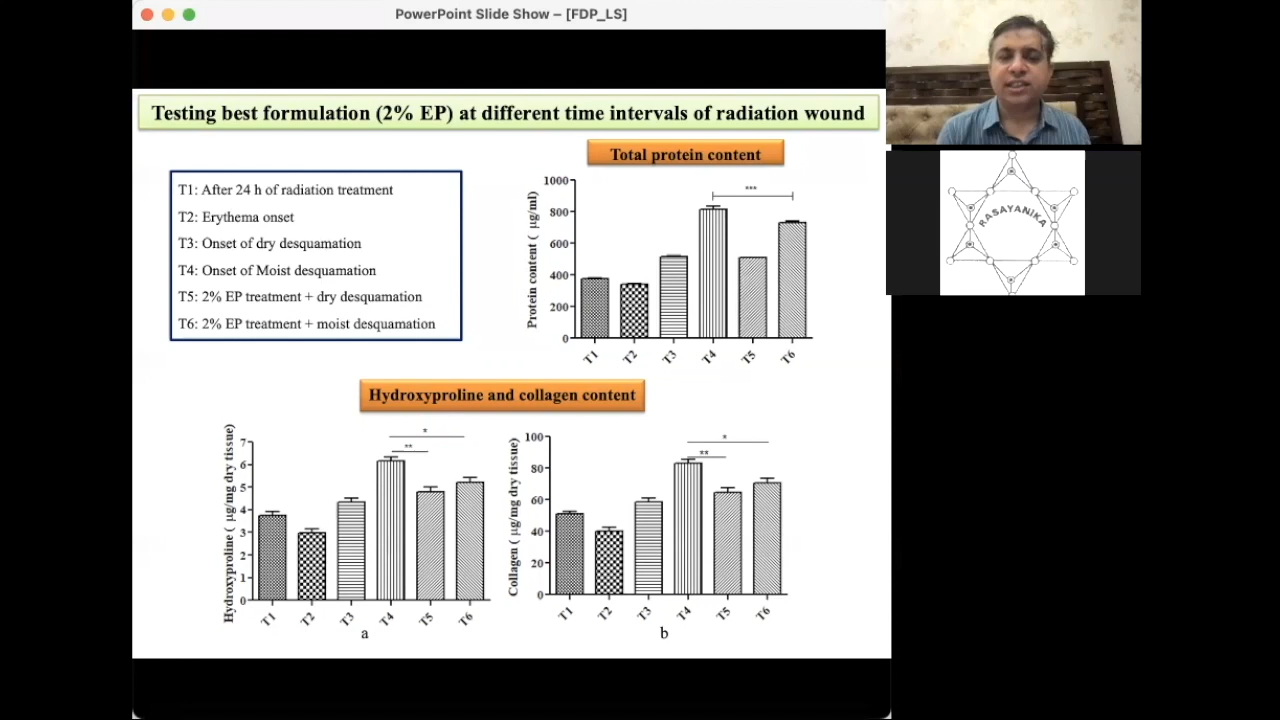 PowerPoint Slide Show – [FDP_LS]
Testing best formulation (2% EP) at different time intervals of radiation wound
T1: After 24 h of radiation treatment
T2: Erythema onset
T3: Onset of dry desquamation
T4: Onset of Moist desquamation
T5: 2% EP treatment + dry desquamation
T6: 2% EP treatment + moist desquamation
Total protein content
Protein content ( μg/ml)
1000
800
600
400
200
0
***
T1 T2 T3 T4 T5 T6
Hydroxyproline and collagen content
Hydroxyproline ( μg/mg dry tissue)
7
6
5
4
3
2
1
0
*
**
T1 T2 T3 T4 T5 T6
a
Collagen ( μg/mg dry tissue)
100
80
60
40
20
0
*
**
T1 T2 T3 T4 T5 T6
b
RASAYANIKA